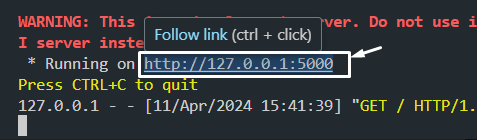 WARNING: This
erver. Do not use i
I server inste
Follow link (ctrl + click)
* Running on http://127.0.0.1:5000
Press CTRL+C to quit
127.0.0.1 - - [11/Apr/2024 15:41:39] "GET / HTTP/1.